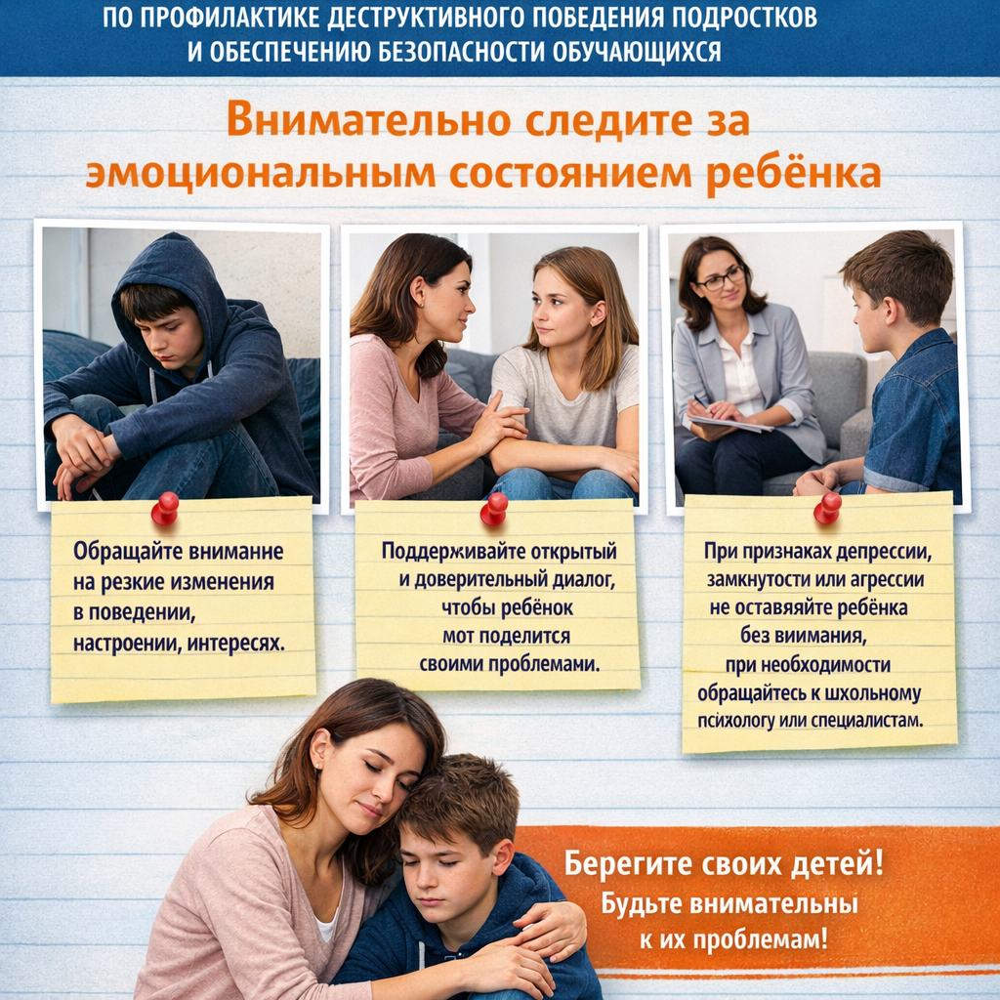 ПО ПРОФИЛАКТИКЕ ДЕСТРУКТИВНОГО ПОВЕДЕНИЯ ПОДРОСТКОВ
И ОБЕСПЕЧЕНИЮ БЕЗОПАСНОСТИ ОБУЧАЮЩИХСЯ
Внимательно следите за
эмоциональным состоянием ребёнка
Обращайте внимание
на резкие изменения
в поведении,
настроении, интересях.
Поддерживайте открытый
и доверительный диалог,
чтобы ребёнок
мот поделится
своими проблемами.
При признаках депрессии,
замкнутости или агрессии
не оставяйте ребёнка
без виимания,
при необходимости
обращайтесь к школьному
психологу или специалистам.
Берегите своих детей!
Будьте внимательны
к их проблемам!